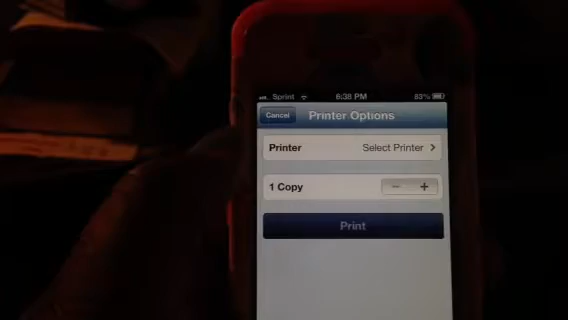 Sprint 6:38 PM 83%
Cancel Printer Options
Printer Select Printer
1 Copy − +
Print